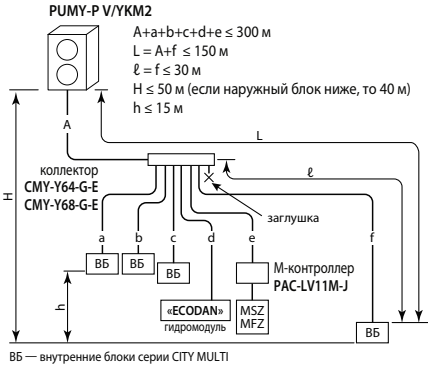 PUMY-P V/YKM2
A+a+b+c+d+e ≤ 300 м
L = A+f ≤ 150 м
ℓ = f ≤ 30 м
H ≤ 50 м (если наружный блок ниже, то 40 м)
h ≤ 15 м
A
L
H
коллектор
CMY-Y64-G-E
CMY-Y68-G-E
ℓ
заглушка
a b c d e f
ВБ ВБ ВБ
М-контроллер
PAC-LV11M-J
h
«ECODAN»
гидромодуль
MSZ
MFZ
ВБ
ВБ — внутренние блоки серии CITY MULTI